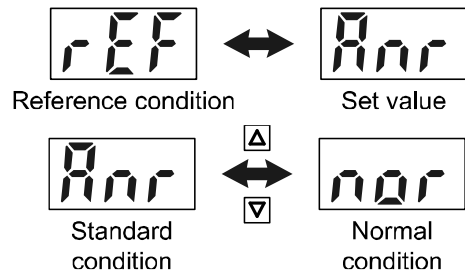 rEF Anr
Reference condition Set value
Anr nor
Standard condition Normal condition